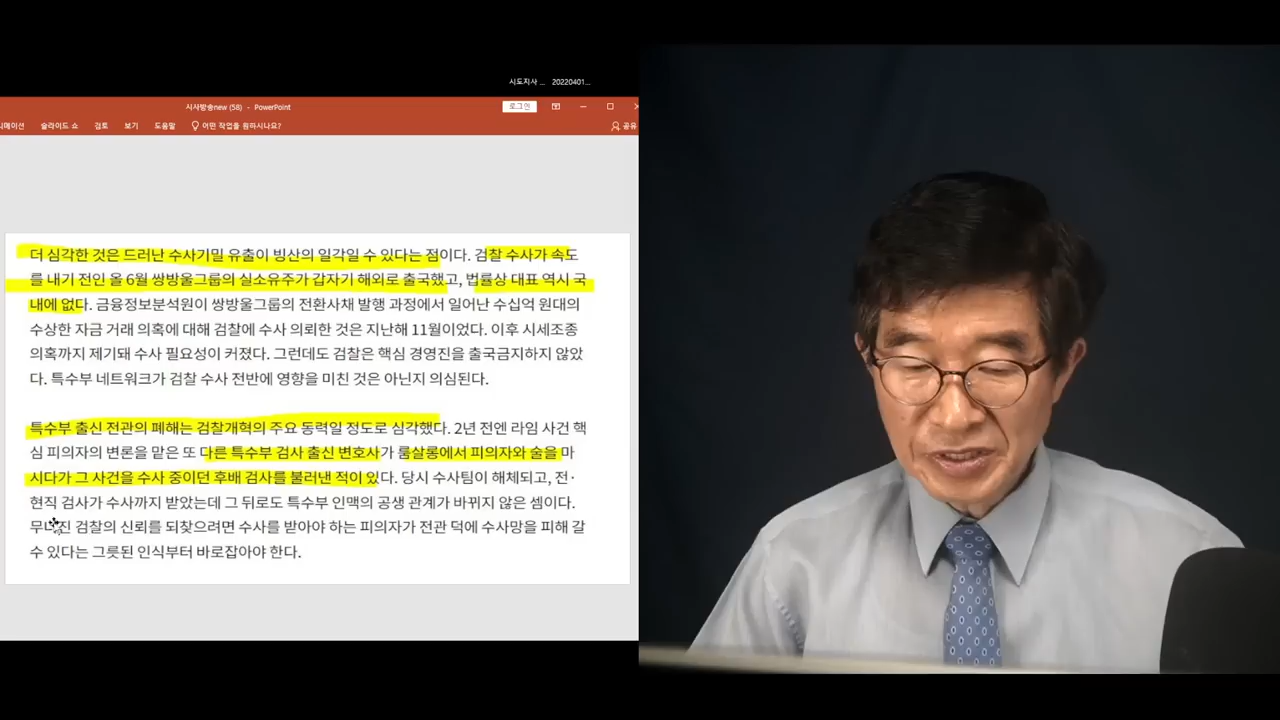 시도지사 ... 20220401...
시사방송new (58) - PowerPoint
로그인
니메이션 슬라이드 쇼 검토 보기 도움말 어떤 작업을 원하시나요? 공유
더 심각한 것은 드러난 수사기밀 유출이 빙산의 일각일 수 있다는 점이다. 검찰 수사가 속도
를 내기 전인 올 6월 쌍방울그룹의 실소유주가 갑자기 해외로 출국했고, 법률상 대표 역시 국
내에 없다. 금융정보분석원이 쌍방울그룹의 전환사채 발행 과정에서 일어난 수십억 원대의
수상한 자금 거래 의혹에 대해 검찰에 수사 의뢰한 것은 지난해 11월이었다. 이후 시세조종
의혹까지 제기돼 수사 필요성이 커졌다. 그런데도 검찰은 핵심 경영진을 출국금지하지 않았
다. 특수부 네트워크가 검찰 수사 전반에 영향을 미친 것은 아닌지 의심된다.
특수부 출신 전관의 폐해는 검찰개혁의 주요 동력일 정도로 심각했다. 2년 전엔 라임 사건 핵
심 피의자의 변론을 맡은 또 다른 특수부 검사 출신 변호사가 룸살롱에서 피의자와 술을 마
시다가 그 사건을 수사 중이던 후배 검사를 불러낸 적이 있다. 당시 수사팀이 해체되고, 전·
현직 검사가 수사까지 받았는데 그 뒤로도 특수부 인맥의 공생 관계가 바뀌지 않은 셈이다.
검찰의 신뢰를 되찾으려면 수사를 받아야 하는 피의자가 전관 덕에 수사망을 피해 갈
수 있다는 그릇된 인식부터 바로잡아야 한다.